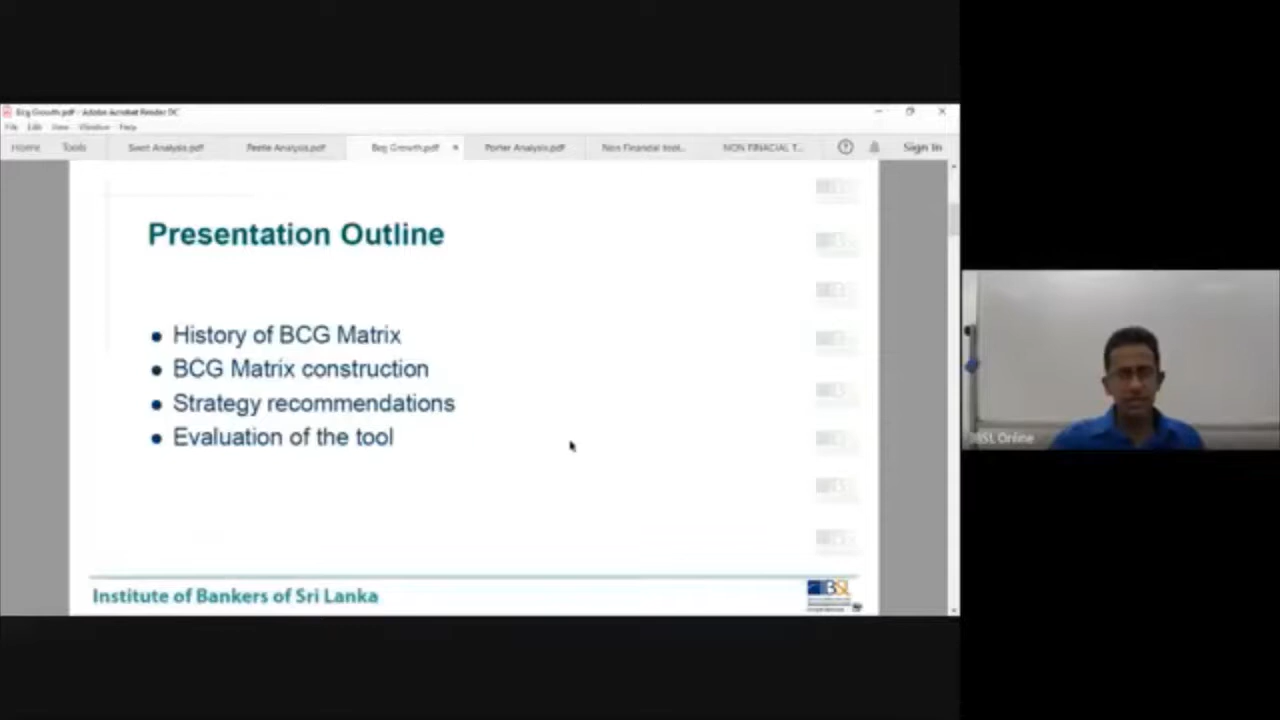 Bcg Growth.pdf - Adobe Acrobat Reader DC
File Edit View Window Help
Home Tools Swot Analysis.pdf Pestle Analysis.pdf Bcg Growth.pdf × Porter Analysis.pdf Non Financial tool... NON FINACIAL T... Sign In
Presentation Outline
• History of BCG Matrix
• BCG Matrix construction
• Strategy recommendations
• Evaluation of the tool
Institute of Bankers of Sri Lanka
IBSL Online